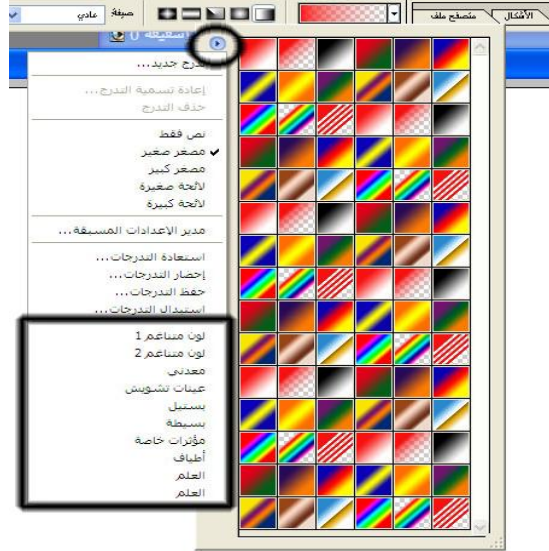 الأشكال متصفح ملف
صيغة: عادي
درج جديد...
إعادة تسمية التدرج...
حذف التدرج
نص فقط
مصغر صغير
مصغر كبير
لائحة صغيرة
لائحة كبيرة
مدير الاعدادات المسبقة...
استعادة التدرجات...
إحضار التدرجات...
حفظ التدرجات...
استبدال التدرجات...
لون متناغم 1
لون متناغم 2
معدني
عينات تشويش
بستيل
بسيطة
مؤثرات خاصة
أطياف
العلم
العلم